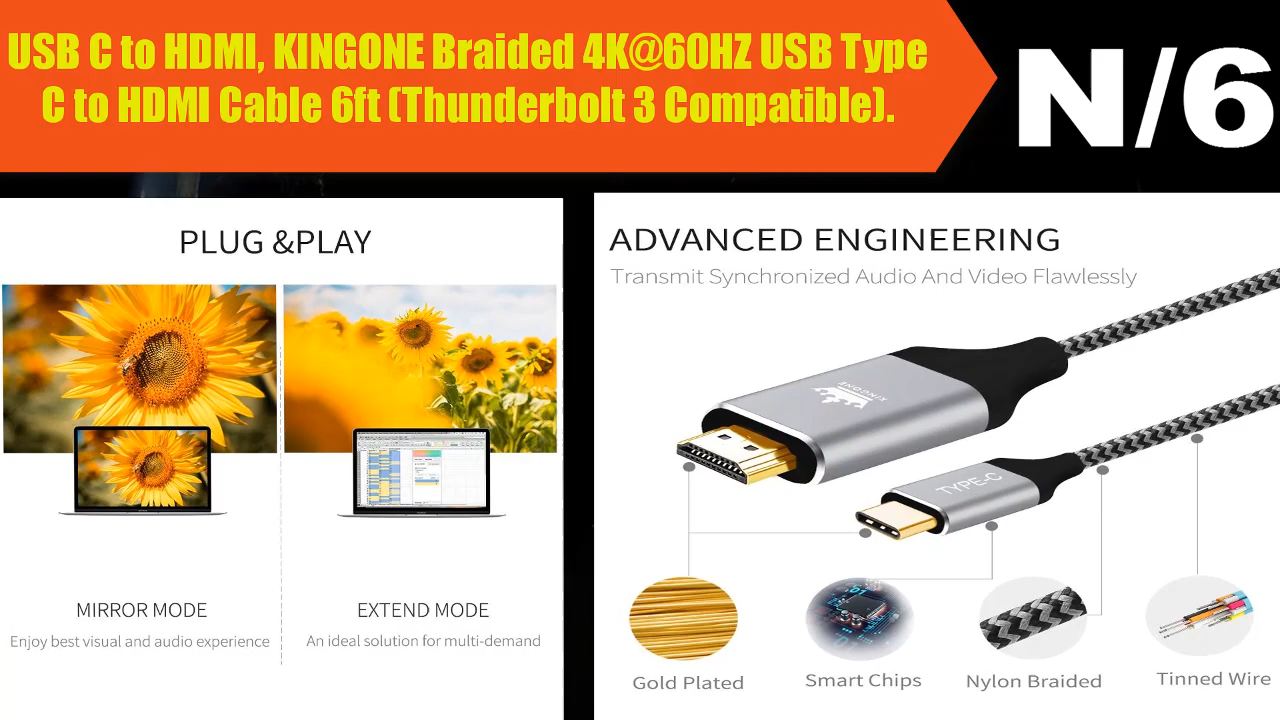 USB C to HDMI, KINGONE Braided 4K@60HZ USB Type
C to HDMI Cable 6ft (Thunderbolt 3 Compatible).
N/6
PLUG &PLAY
MIRROR MODE
Enjoy best visual and audio experience
EXTEND MODE
An ideal solution for multi-demand
ADVANCED ENGINEERING
Transmit Synchronized Audio And Video Flawlessly
KINGONE
TYPE-C
Gold Plated
Smart Chips
Nylon Braided
Tinned Wire